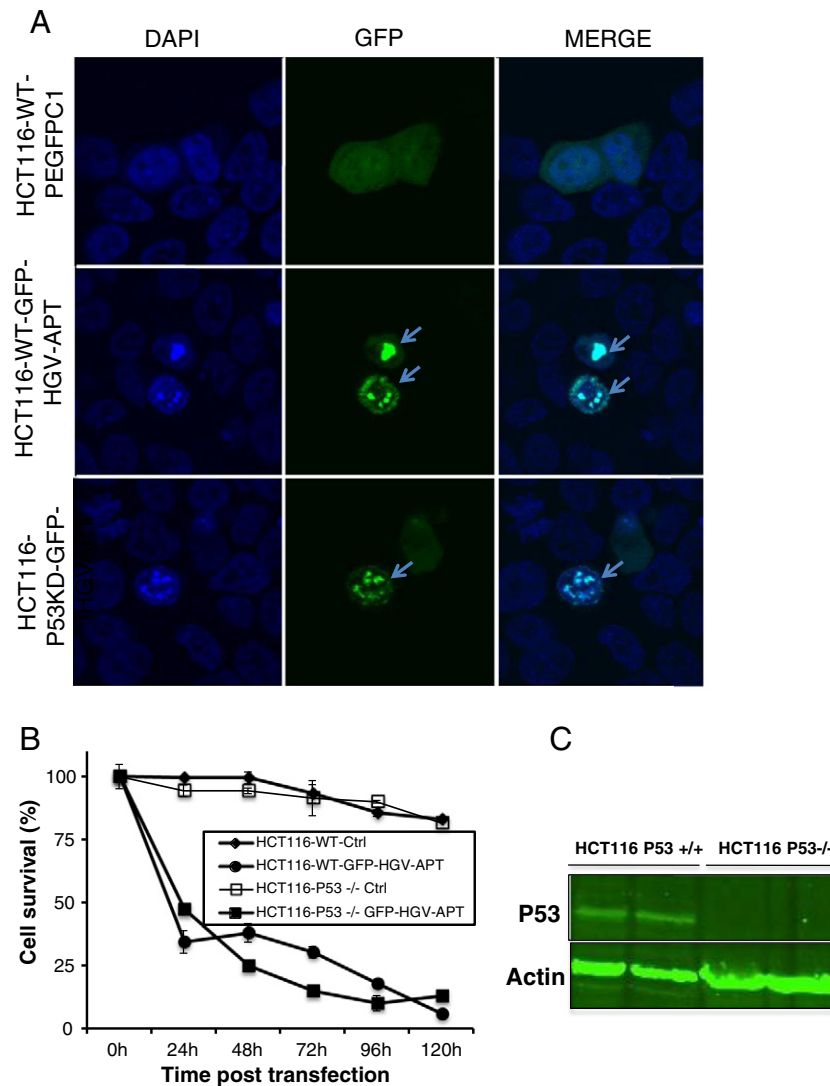 A
DAPI GFP MERGE
HCT116-WT-
PEGFPC1
HCT116-WT-GFP-
HGV-APT
HCT116-
P53KD-GFP-
B
Cell survival (%)
100
75
50
25
0
HCT116-WT-Ctrl
HCT116-WT-GFP-HGV-APT
HCT116-P53 -/- Ctrl
HCT116-P53 -/- GFP-HGV-APT
0h 24h 48h 72h 96h 120h
Time post transfection
C
HCT116 P53 +/+ HCT116 P53-/-
P53
Actin